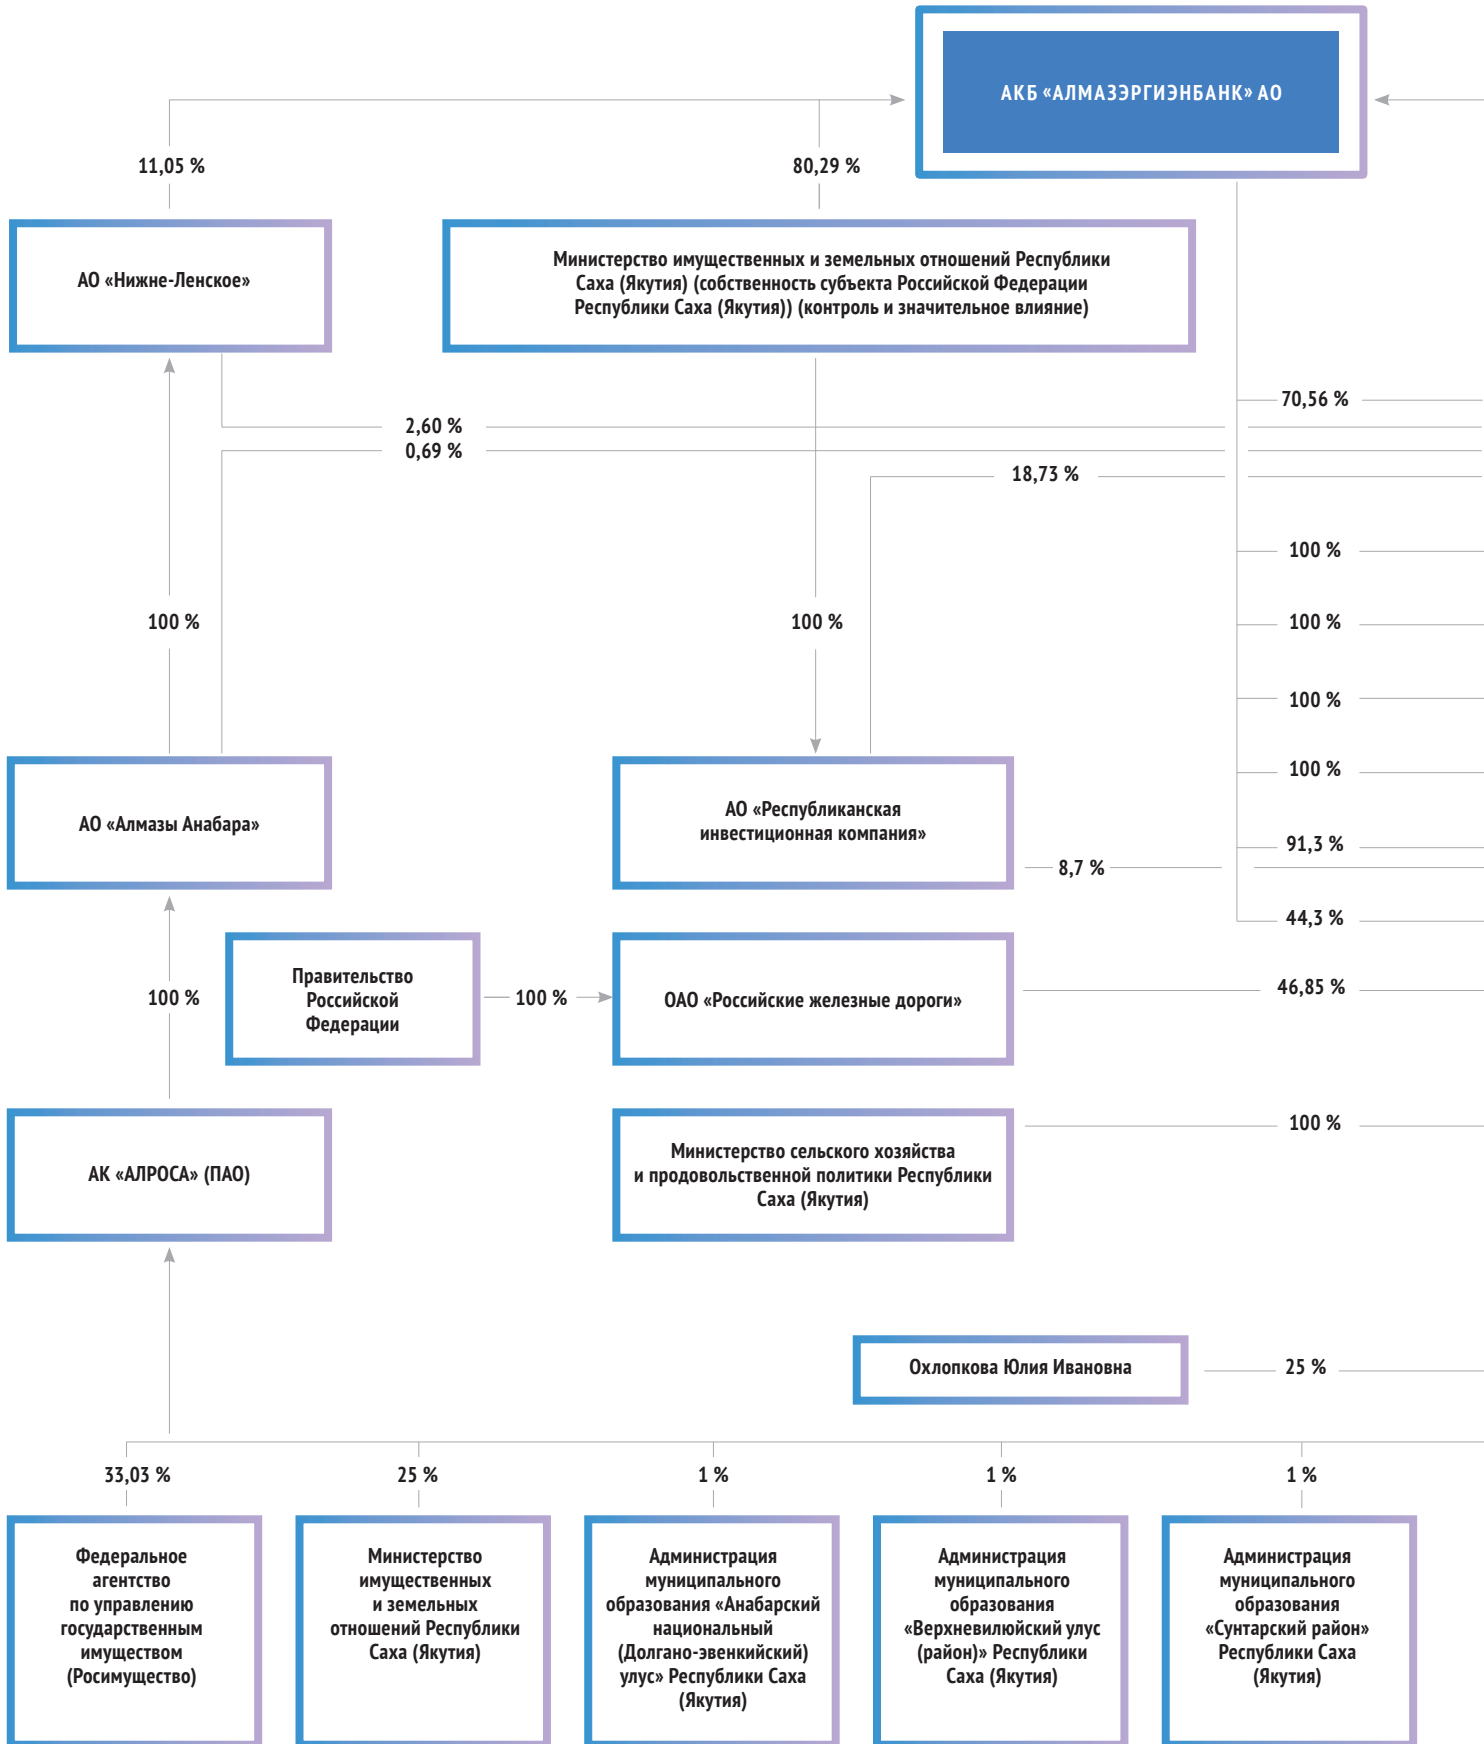 АКБ «АЛМАЗЭРГИЭНБАНК» АО
11,05 %
80,29 %
АО «Нижне-Ленское»
Министерство имущественных и земельных отношений Республики
Саха (Якутия) (собственность субъекта Российской Федерации
Республики Саха (Якутия)) (контроль и значительное влияние)
70,56 %
2,60 %
0,69 %
18,73 %
100 %
100 %
100 %
100 %
100 %
100 %
АО «Алмазы Анабара»
АО «Республиканская
инвестиционная компания»
91,3 %
8,7 %
44,3 %
100 %
Правительство
Российской
Федерации
100 %
ОАО «Российские железные дороги»
46,85 %
АК «АЛРОСА» (ПАО)
Министерство сельского хозяйства
и продовольственной политики Республики
Саха (Якутия)
100 %
Охлопкова Юлия Ивановна
25 %
33,03 %
25 %
1 %
1 %
1 %
Федеральное
агентство
по управлению
государственным
имуществом
(Росимущество)
Министерство
имущественных
и земельных
отношений Республики
Саха (Якутия)
Администрация
муниципального
образования «Анабарский
национальный
(Долгано-эвенкийский)
улус» Республики Саха
(Якутия)
Администрация
муниципального
образования
«Верхневилюйский улус
(район)» Республики
Саха (Якутия)
Администрация
муниципального
образования
«Сунтарский район»
Республики Саха
(Якутия)